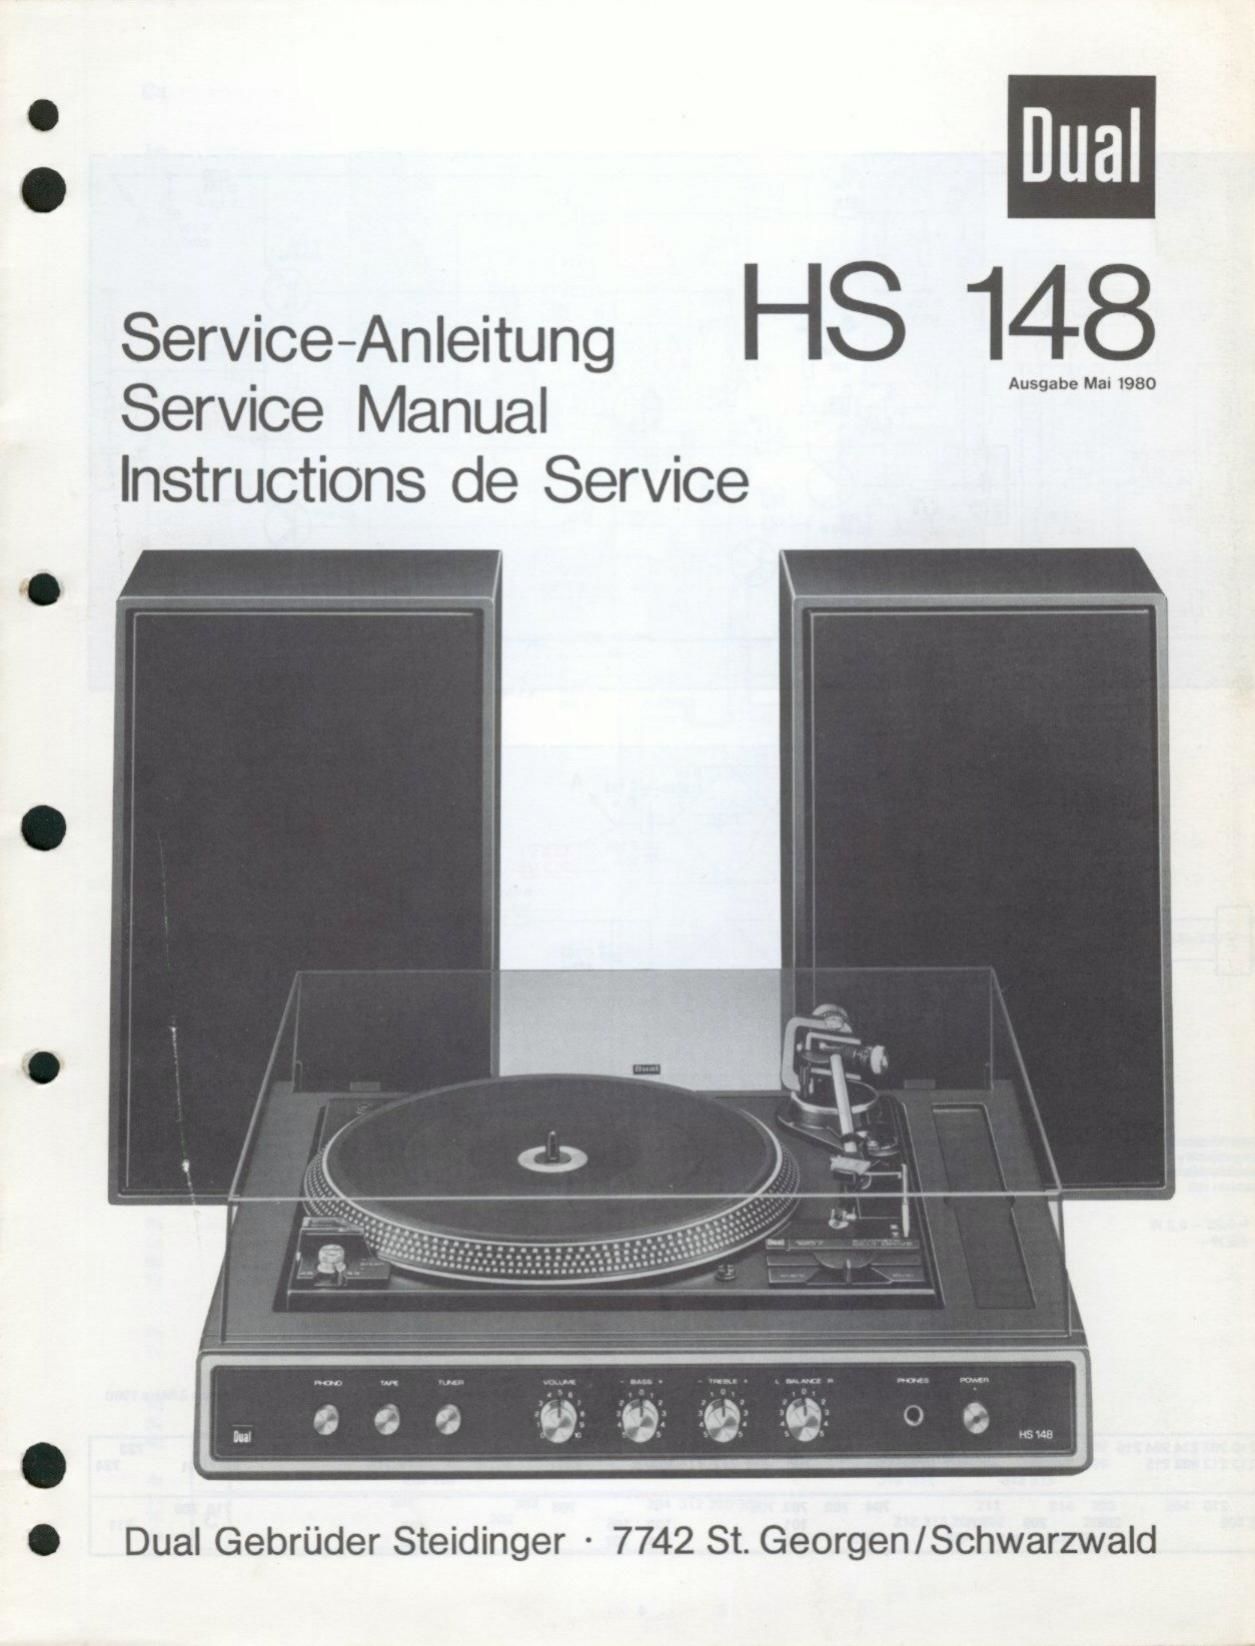 Dual
HS 148
Ausgabe Mai 1980
Service-Anleitung
Service Manual
Instructions de Service
Dual
PHONO TAPE TUNER VOLUME - BASS + - TREBLE + L BALANCE R PHONES POWER
Dual
HS 148
Dual Gebrüder Steidinger · 7742 St. Georgen/Schwarzwald